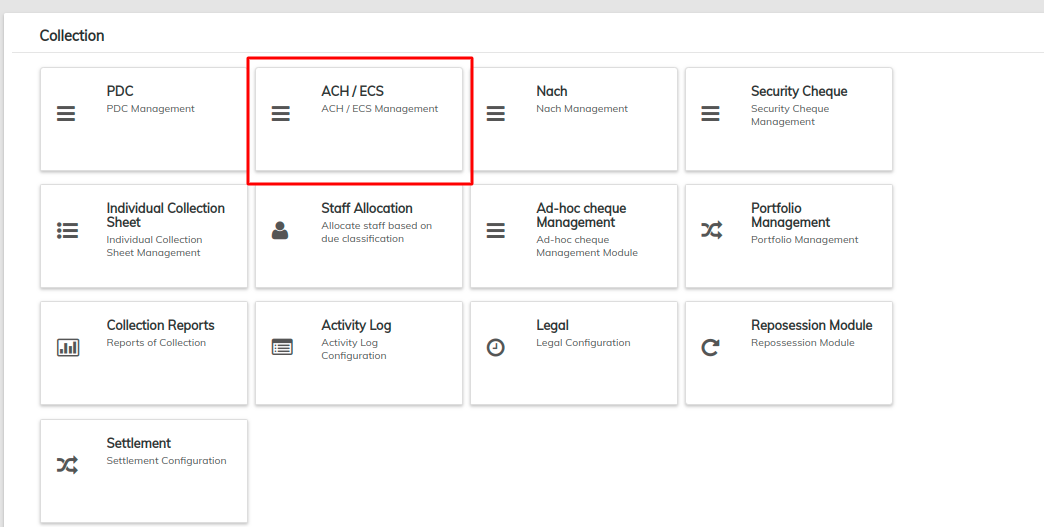 Collection
PDC
PDC Management
ACH / ECS
ACH / ECS Management
Nach
Nach Management
Security Cheque
Security Cheque
Management
Individual Collection
Sheet
Individual Collection
Sheet Management
Staff Allocation
Allocate staff based on
due classification
Ad-hoc cheque
Management
Ad-hoc cheque
Management Module
Portfolio
Management
Portfolio Management
Collection Reports
Reports of Collection
Activity Log
Activity Log
Configuration
Legal
Legal Configuration
Reposession Module
Repossession Module
Settlement
Settlement Configuration